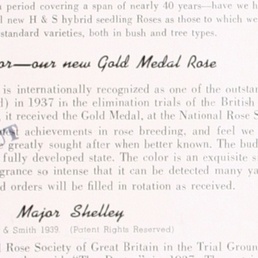 period covering a span of nearly 40 years—have we h
l new H & S hybrid seedling Roses as those to which we
standard varieties, both in bush and tree types.
or—our new Gold Medal Rose
is internationally recognized as one of the outsta
) in 1937 in the elimination trials of the British
it received the Gold Medal, at the National Rose S
achievements in rose breeding, and feel we
greatly sought after when better known. The bud
fully developed state. The color is an exquisite s
grance so intense that it can be detected many ya
d orders will be filled in rotation as received.
Major Shelley
& Smith 1939. (Patent Rights Reserved)
l Rose Society of Great Britain in the Trial Groun